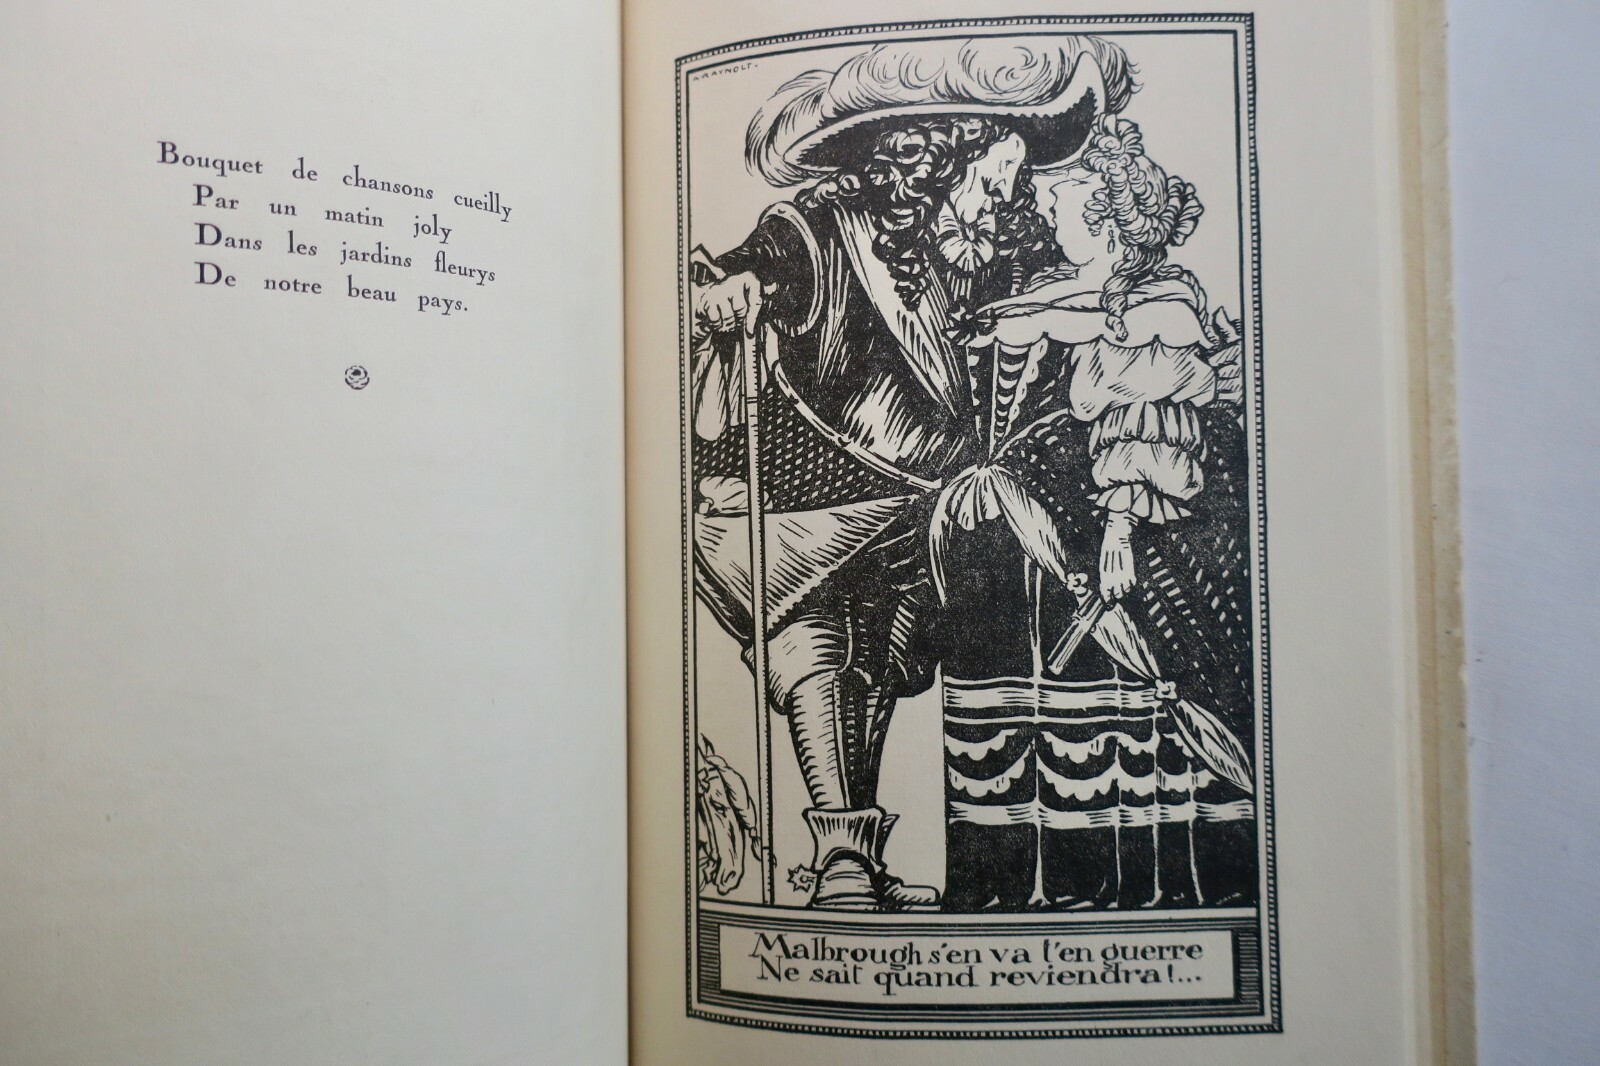 Bouquet de chansons cueilly
Par un matin joly
Dans les jardins fleurys
De notre beau pays.
A.RAYNOLT.
Malbrough s'en va t'en guerre
Ne sait quand reviendra!...